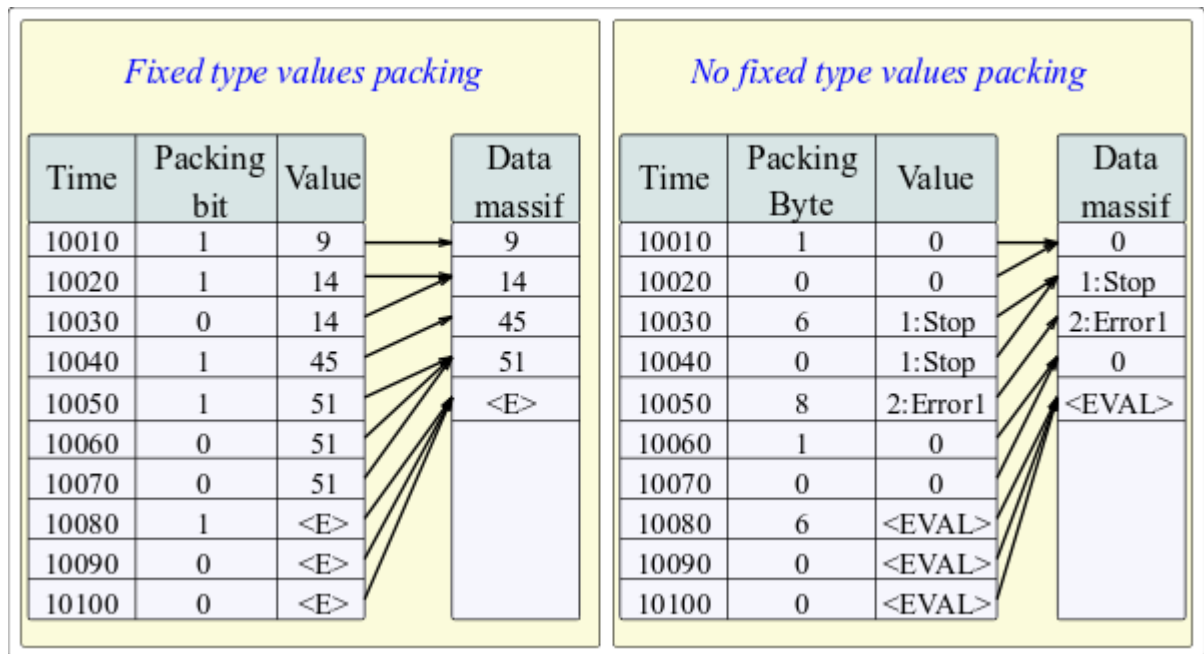 Fixed type values packing
Time Packing bit Value Data massif
10010 1 9 9
10020 1 14 14
10030 0 14 45
10040 1 45 51
10050 1 51 <E>
10060 0 51
10070 0 51
10080 1 <E>
10090 0 <E>
10100 0 <E>
No fixed type values packing
Time Packing Byte Value Data massif
10010 1 0 0
10020 0 0 1:Stop
10030 6 1:Stop 2:Error1
10040 0 1:Stop 0
10050 8 2:Error1 <EVAL>
10060 1 0
10070 0 0
10080 6 <EVAL>
10090 0 <EVAL>
10100 0 <EVAL>